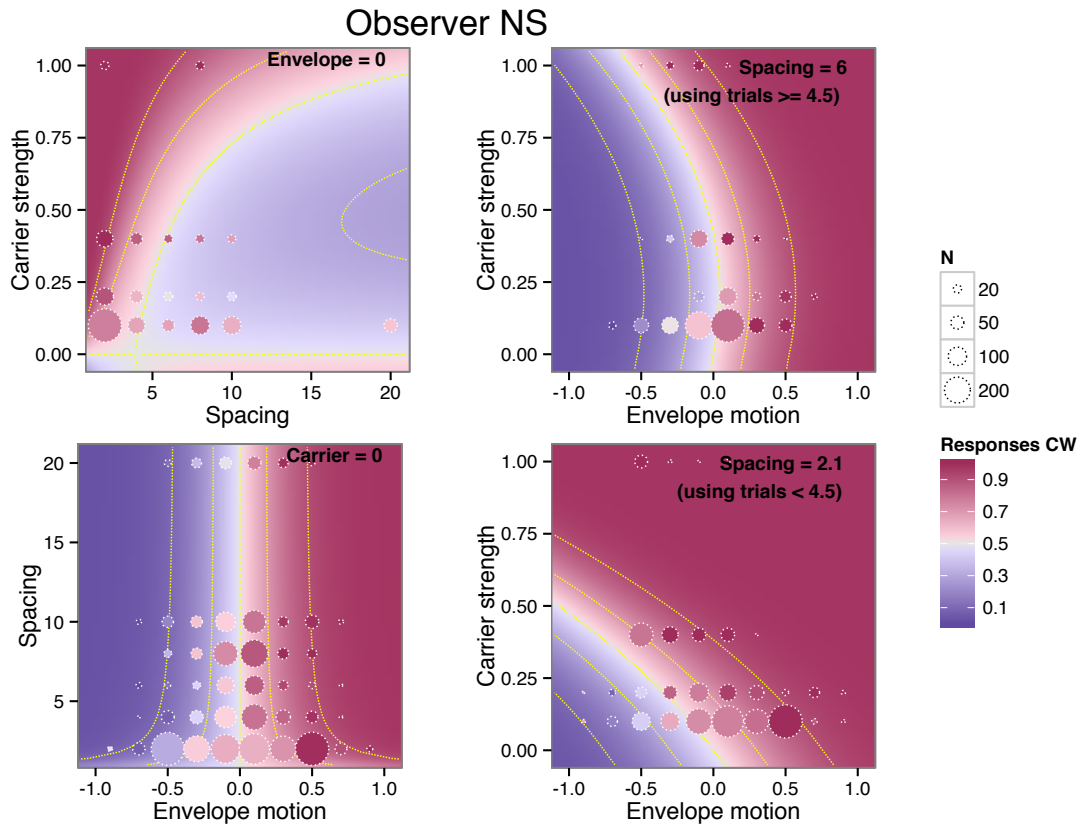 Observer NS
Envelope = 0
1.00
0.75
0.50
0.25
0.00
Carrier strength
5
10
15
20
Spacing
Spacing = 6
(using trials >= 4.5)
1.00
0.75
0.50
0.25
0.00
Carrier strength
-1.0
-0.5
0.0
0.5
1.0
Envelope motion
Carrier = 0
20
15
10
5
Spacing
-1.0
-0.5
0.0
0.5
1.0
Envelope motion
Spacing = 2.1
(using trials < 4.5)
1.00
0.75
0.50
0.25
0.00
Carrier strength
-1.0
-0.5
0.0
0.5
1.0
Envelope motion
N
20
50
100
200
Responses CW
0.9
0.7
0.5
0.3
0.1